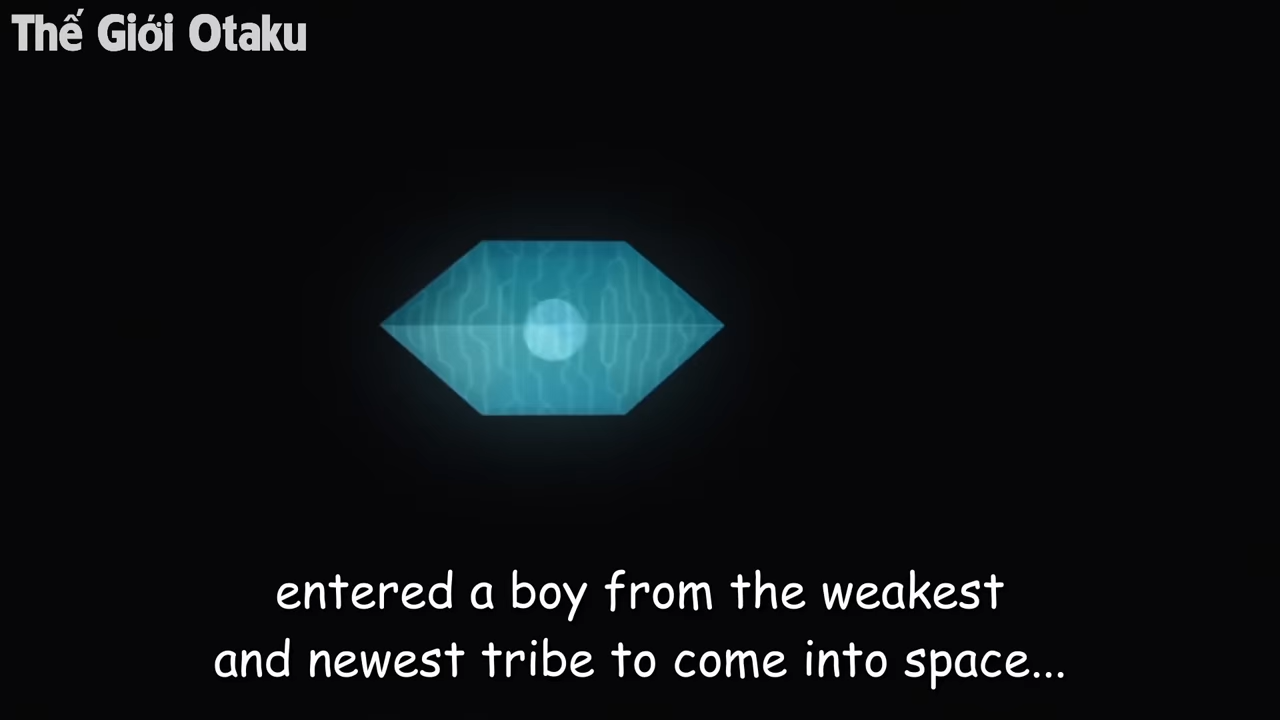 Thế Giới Otaku
entered a boy from the weakest
and newest tribe to come into space...